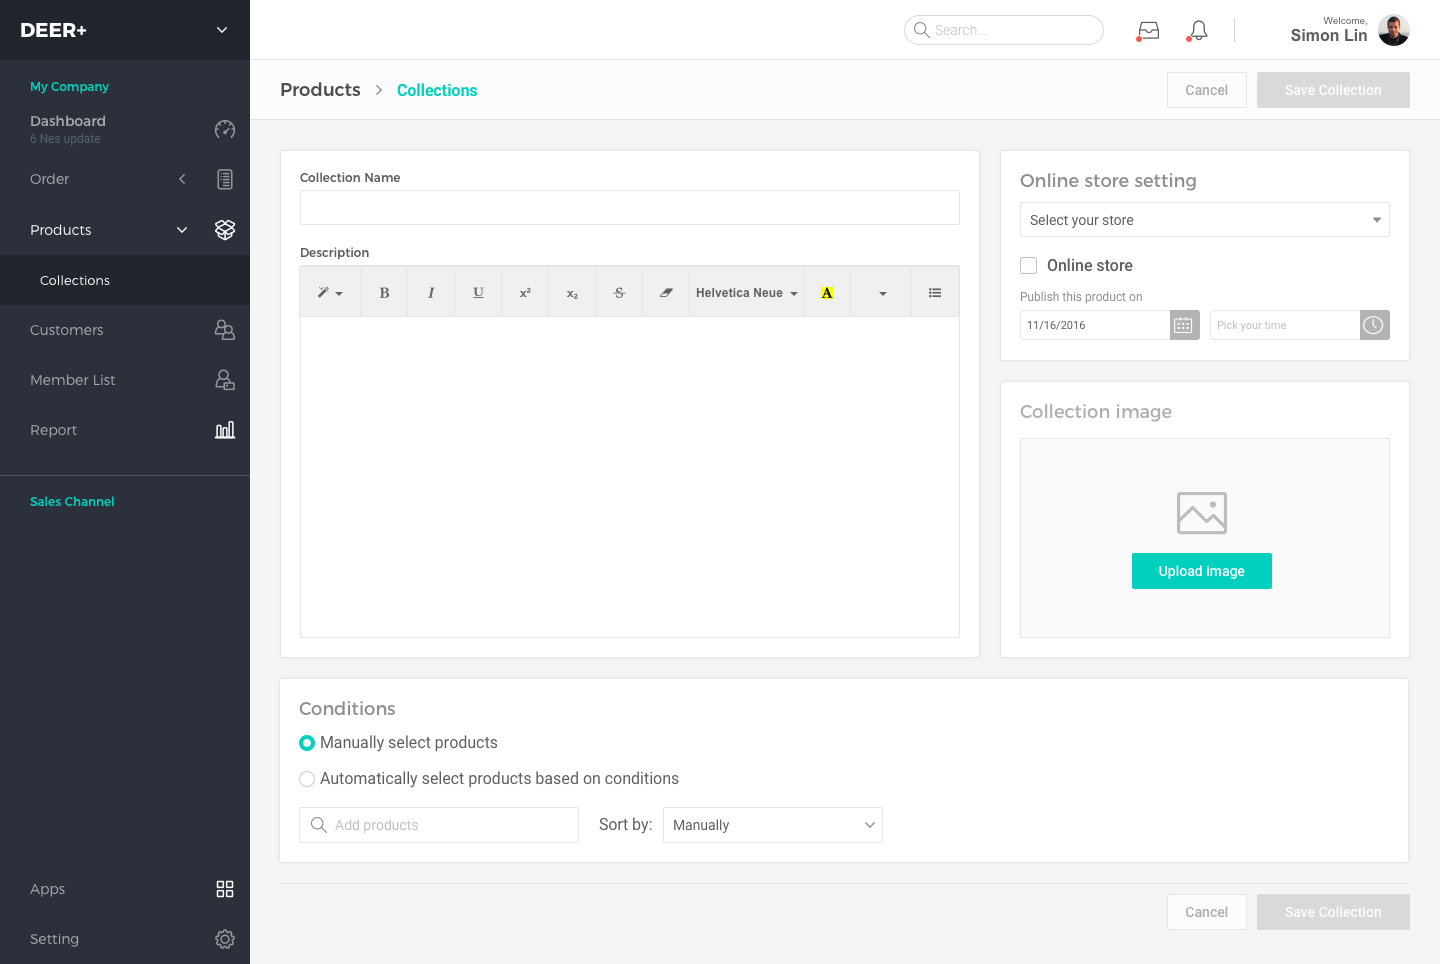 DEER+
Search...
Welcome,
Simon Lin
Products > Collections
Cancel
Save Collection
My Company
Dashboard
6 Nes update
Order
Products
Collections
Customers
Member List
Report
Sales Channel
Apps
Setting
Collection Name
Description
B I U x² x₂ S Helvetica Neue A
Online store setting
Select your store
Online store
Publish this product on
11/16/2016
Pick your time
Collection image
Upload image
Conditions
Manually select products
Automatically select products based on conditions
Add products
Sort by: Manually
Cancel
Save Collection